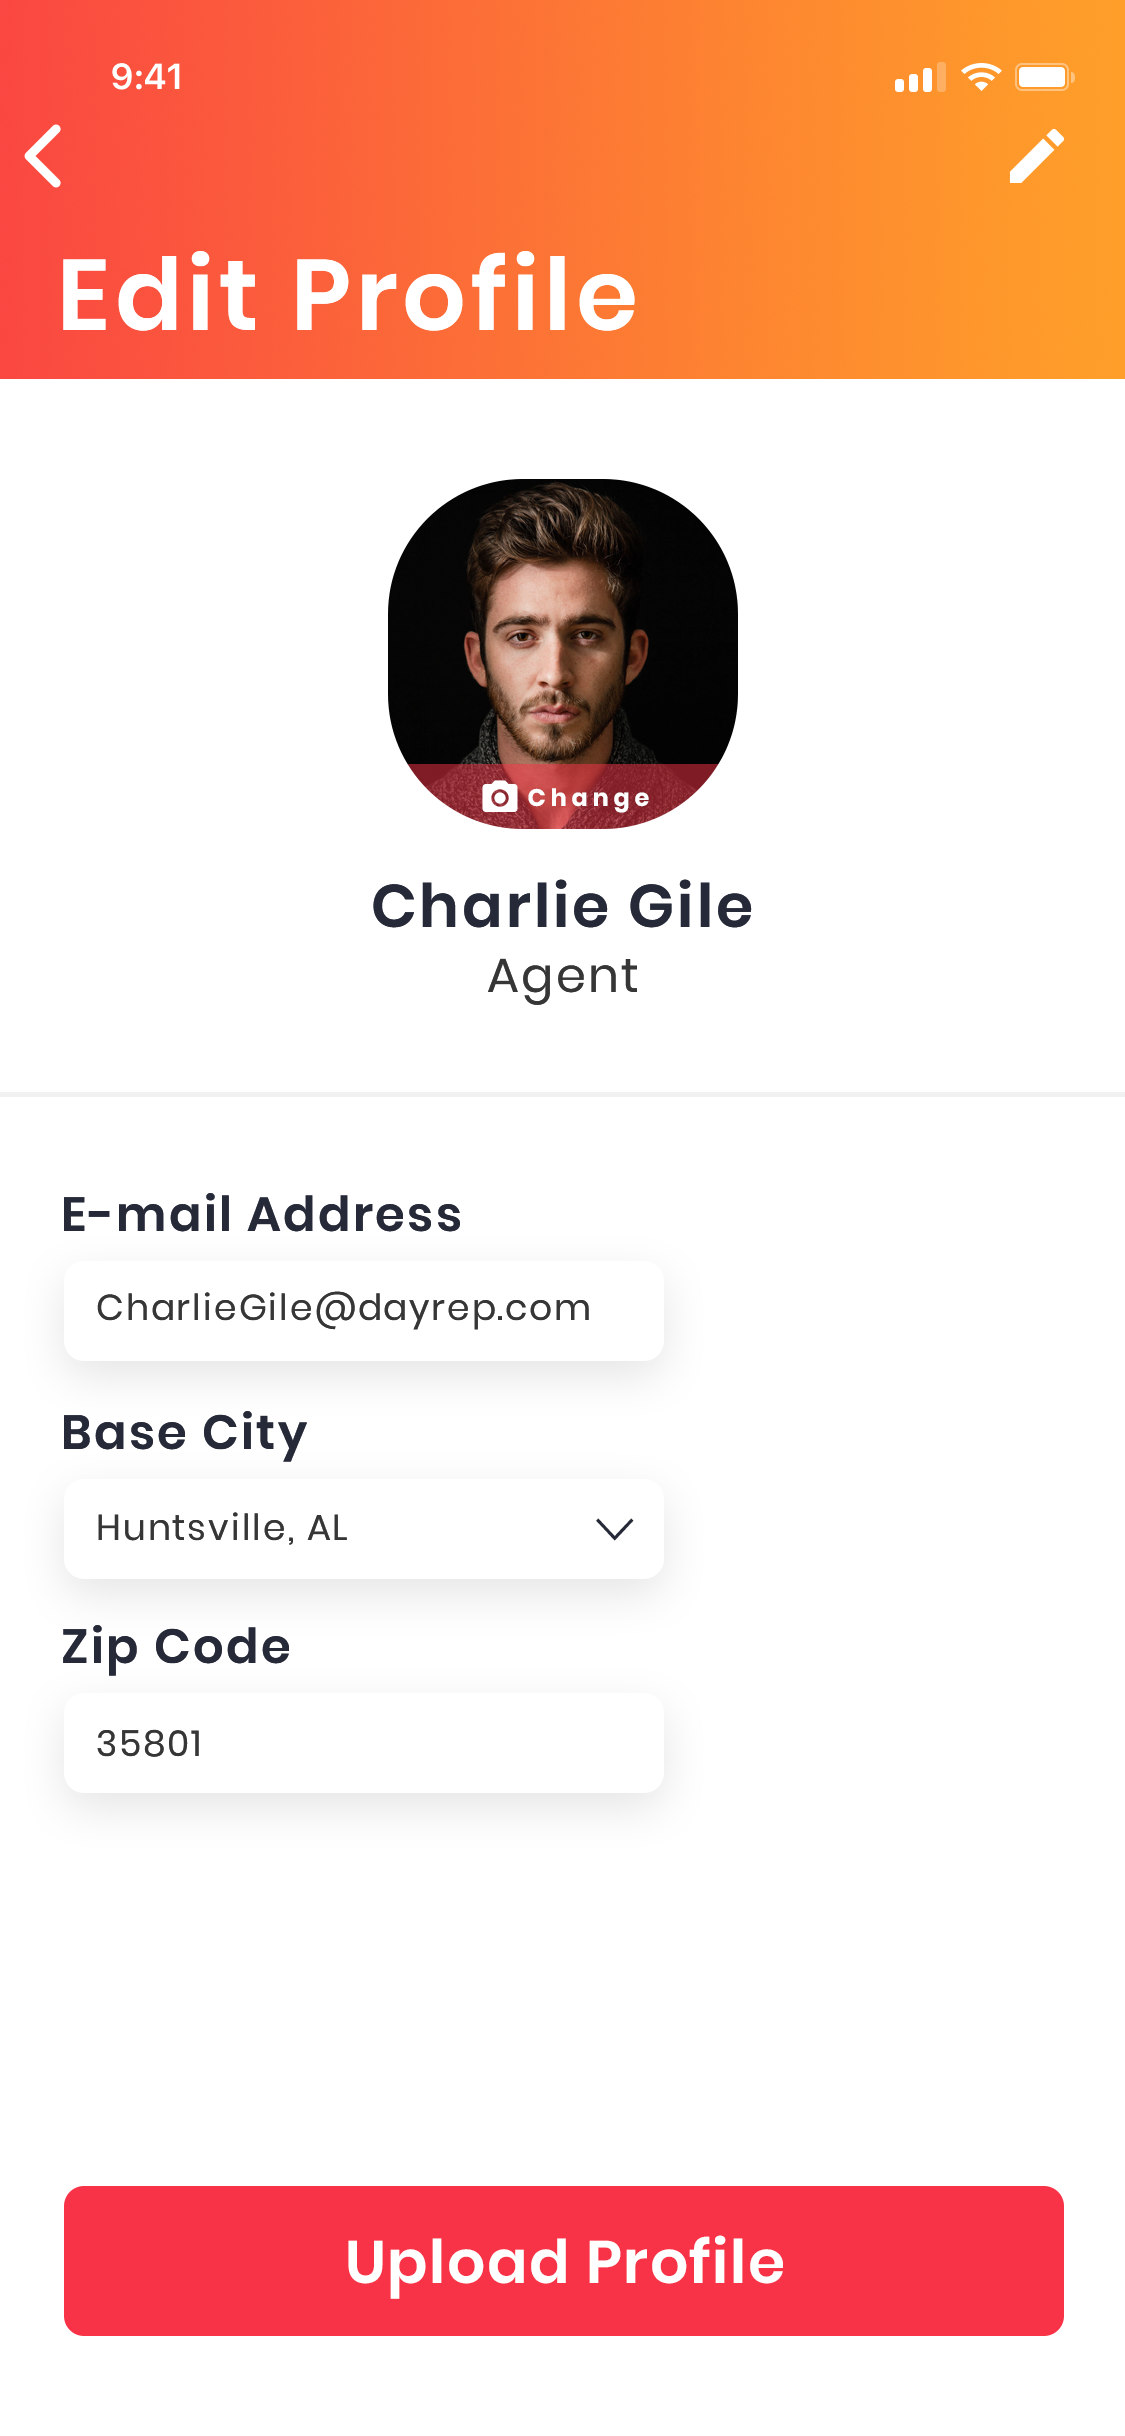 9:41
Edit Profile
Change
Charlie Gile
Agent
E-mail Address
CharlieGile@dayrep.com
Base City
Huntsville, AL
Zip Code
35801
Upload Profile